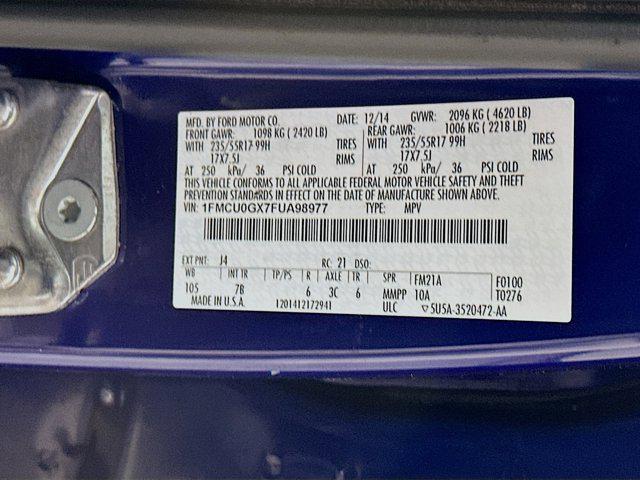 MFD. BY FORD MOTOR CO. DATE: 12/14 GVWR: 2096 KG ( 4620 LB)
FRONT GAWR: 1098 KG ( 2420 LB) REAR GAWR: 1006 KG ( 2218 LB)
WITH 235/55R17 99H TIRES WITH 235/55R17 99H TIRES
17X7.5J RIMS 17X7.5J RIMS
AT 250 kPa/ 36 PSI COLD AT 250 kPa/ 36 PSI COLD
THIS VEHICLE CONFORMS TO ALL APPLICABLE FEDERAL MOTOR VEHICLE SAFETY AND THEFT
PREVENTION STANDARDS IN EFFECT ON THE DATE OF MANUFACTURE SHOWN ABOVE.
VIN: 1FMCU0GX7FUA98977 TYPE: MPV
EXT PNT: J4 RC: 21 DSO:
WB INT TR TP/PS R AXLE TR SPR FM21A F0100
105 7B 6 3C 6 MMPP 10A T0276
MADE IN U.S.A. 1201412172941 ULC ▽5U5A-3520472-AA